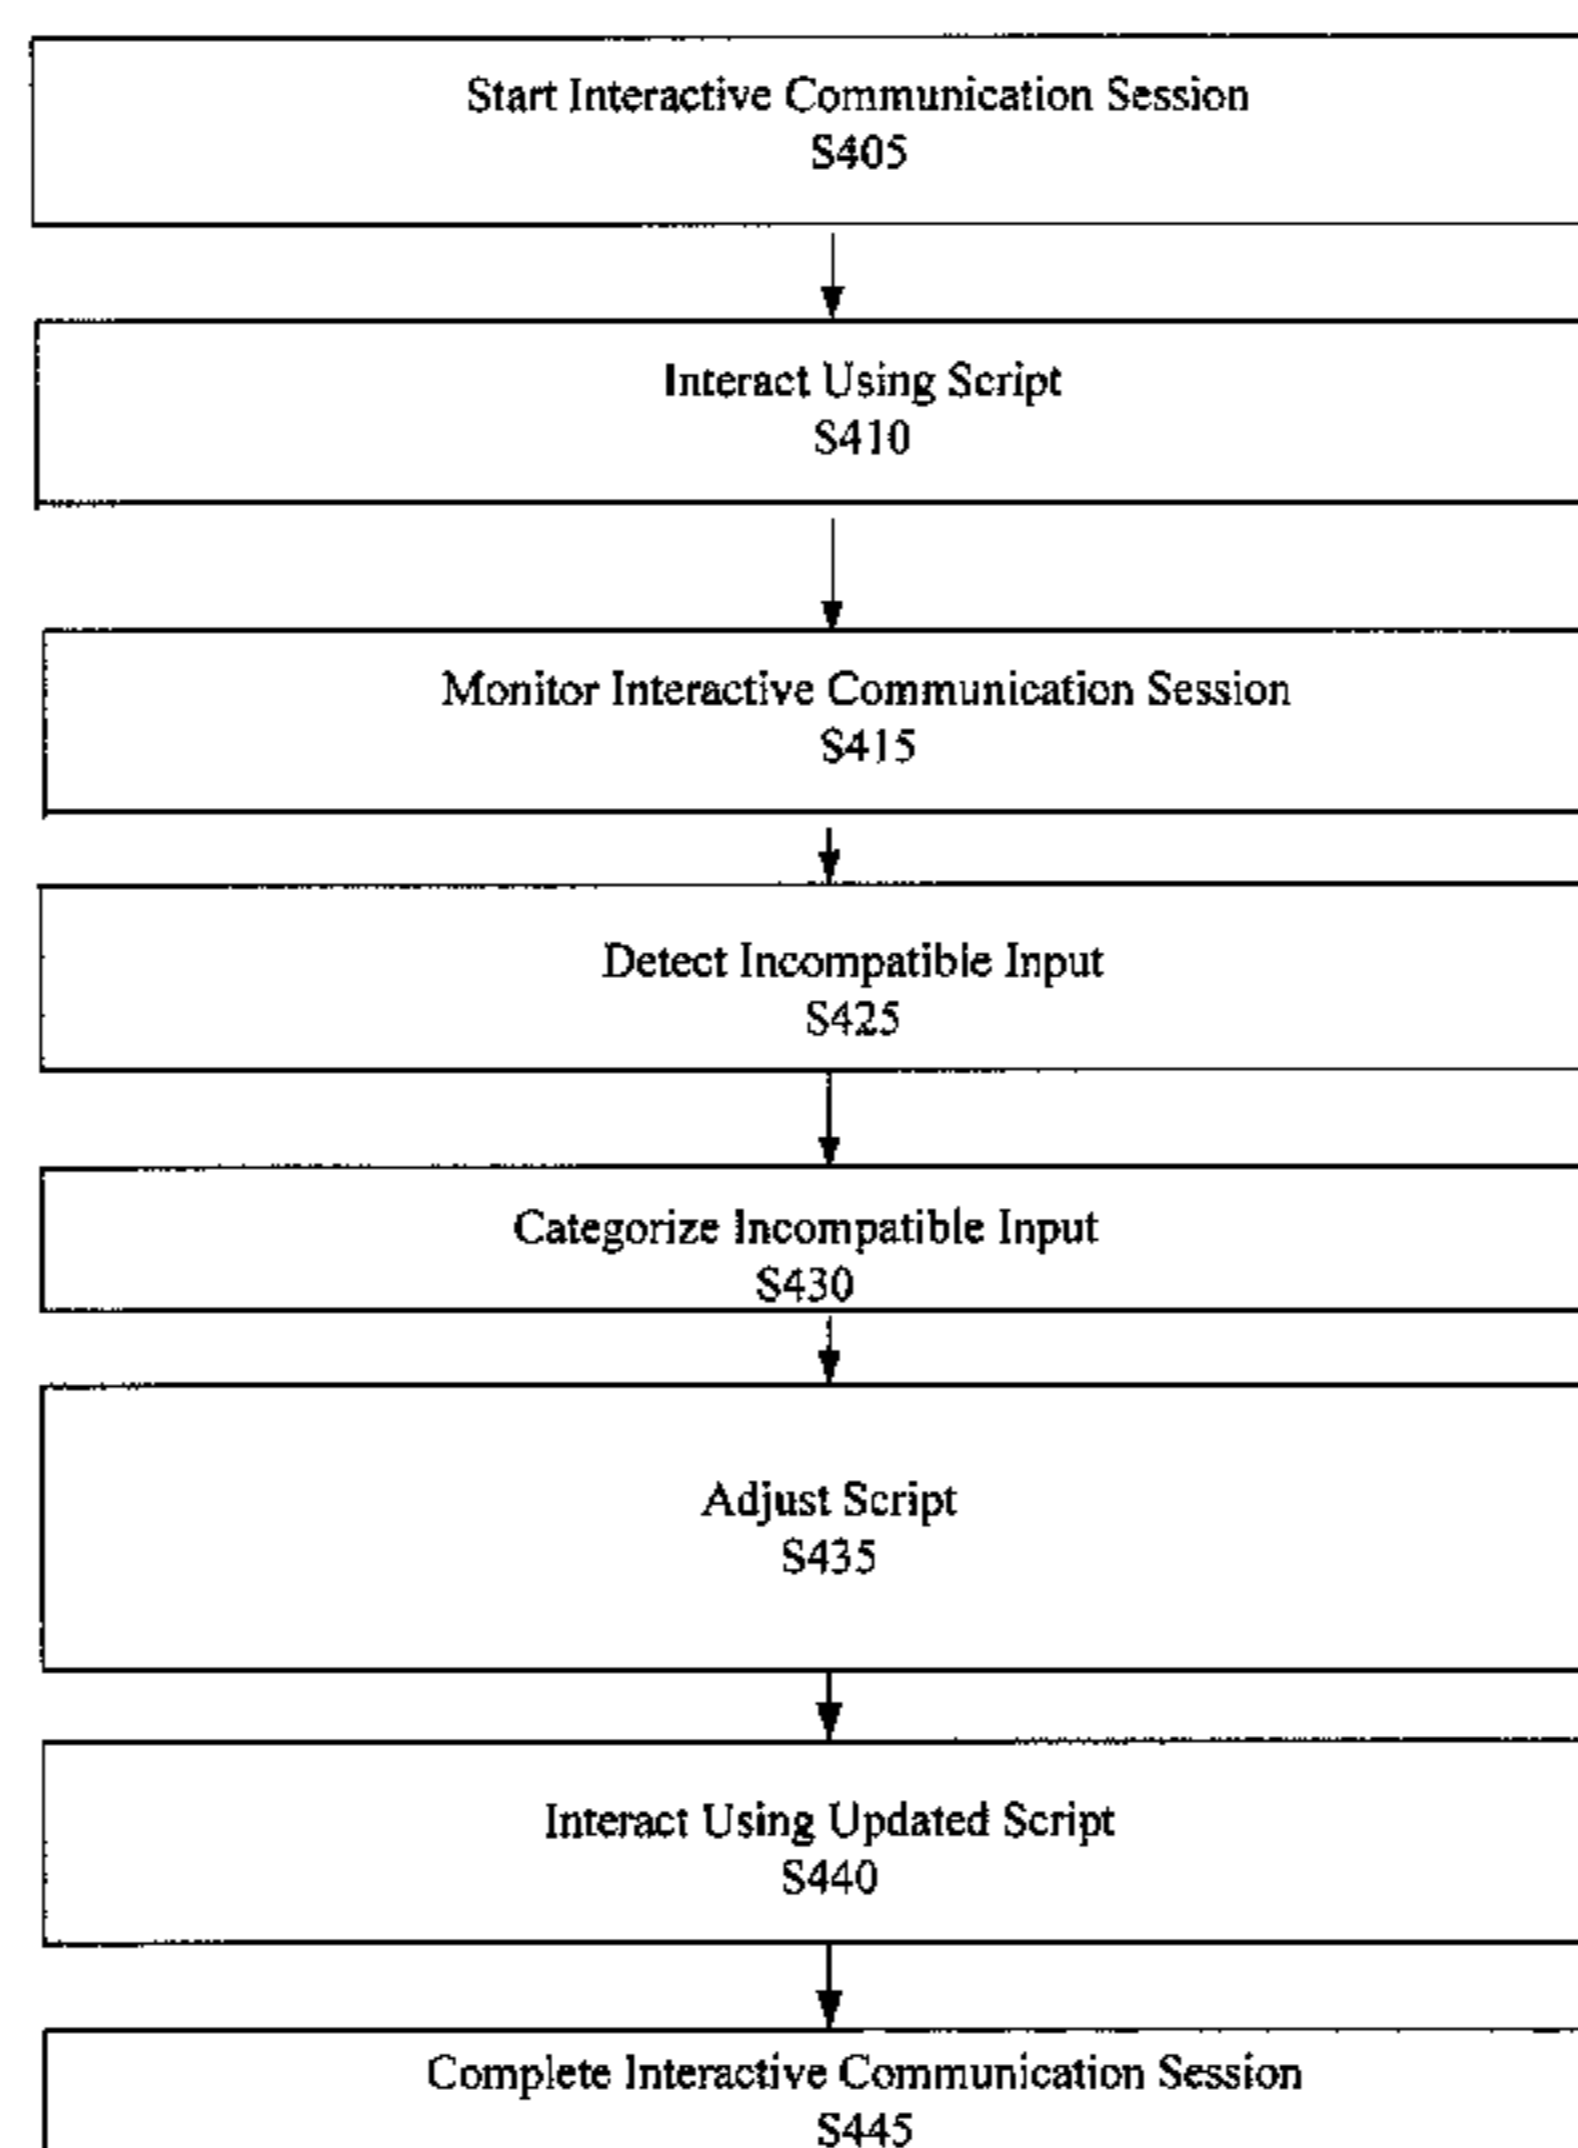 Start Interactive Communication Session
S405
Interact Using Script
S410
Monitor Interactive Communication Session
S415
Detect Incompatible Input
S425
Categorize Incompatible Input
S430
Adjust Script
S435
Interact Using Updated Script
S440
Complete Interactive Communication Session
S445